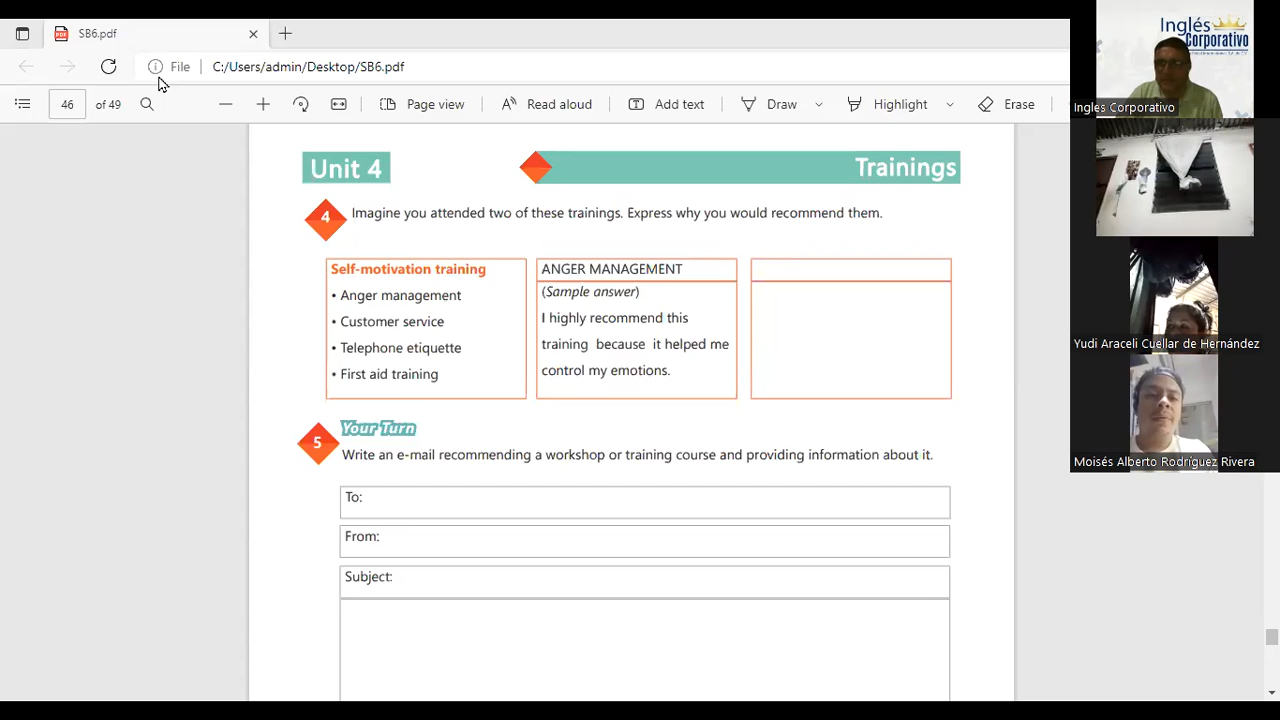 SB6.pdf
File
C:/Users/admin/Desktop/SB6.pdf
46 of 49
Page view
Read aloud
Add text
Draw
Highlight
Erase
Unit 4
Trainings
4
Imagine you attended two of these trainings. Express why you would recommend them.
Self-motivation training
• Anger management
• Customer service
• Telephone etiquette
• First aid training
ANGER MANAGEMENT
(Sample answer)
I highly recommend this
training because it helped me
control my emotions.
5
Your Turn
Write an e-mail recommending a workshop or training course and providing information about it.
To:
From:
Subject:
Inglés
Corporativo
Ingles Corporativo
Yudi Araceli Cuellar de Hernández
Moisés Alberto Rodríguez Rivera